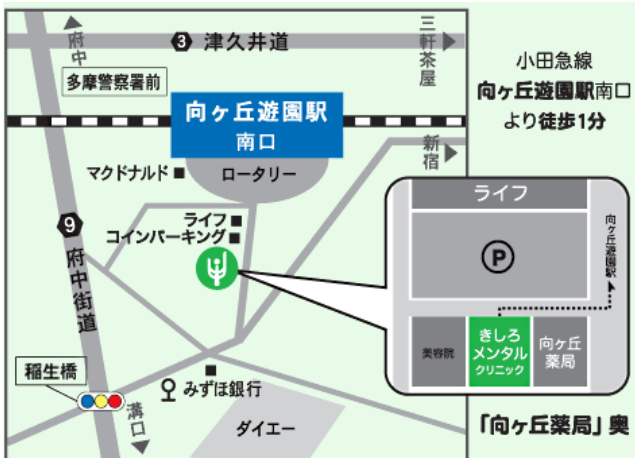 府中
3 津久井道
三軒茶屋
多摩警察署前
小田急線
向ヶ丘遊園駅南口
より徒歩1分
向ヶ丘遊園駅
南口
新宿
マクドナルド
ロータリー
ライフ
コインパーキング
9
府中街道
ライフ
P
向ヶ丘遊園駅
美容院
きしろ
メンタル
クリニック
向ヶ丘
薬局
稲生橋
みずほ銀行
溝口
ダイエー
「向ヶ丘薬局」奥